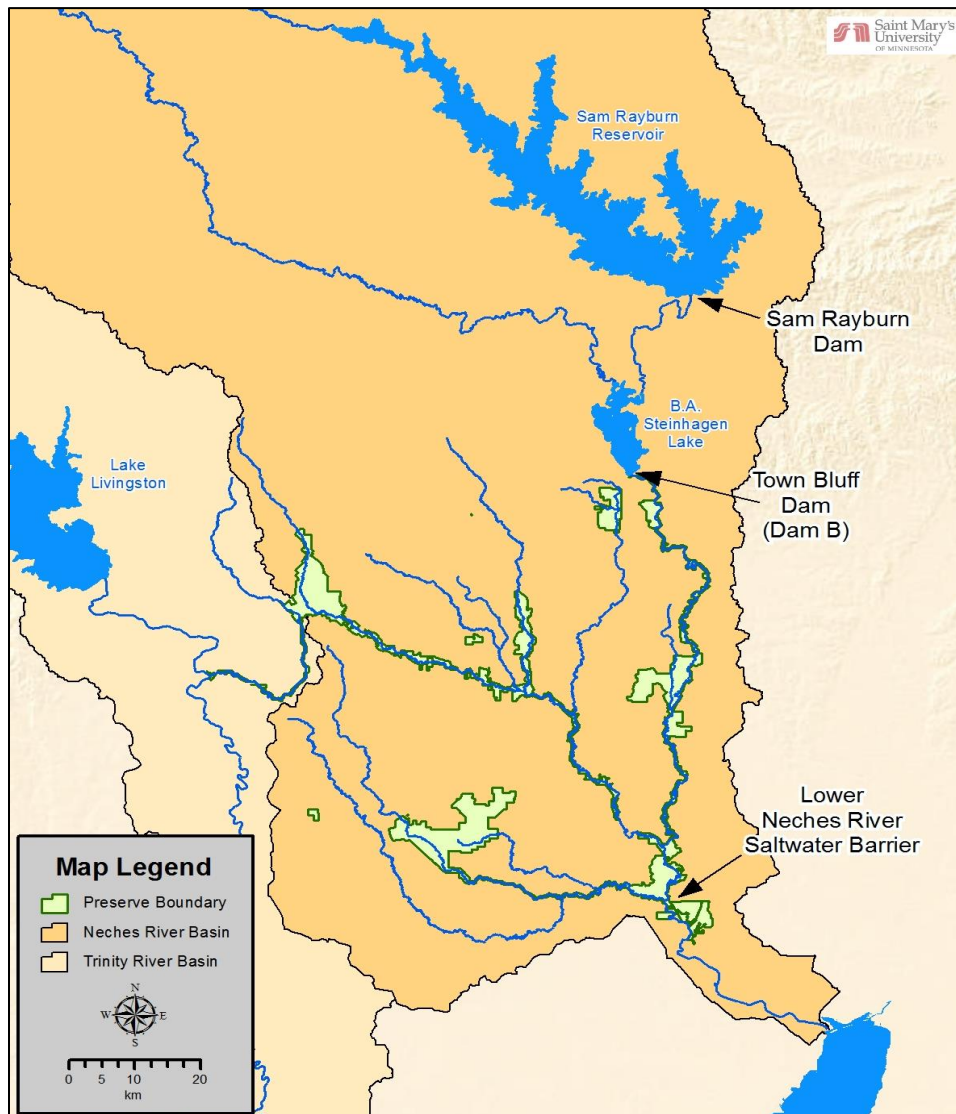 Saint Mary's
University
OF MINNESOTA
Sam Rayburn
Reservoir
Sam Rayburn
Dam
B.A.
Steinhagen
Lake
Lake
Livingston
Town Bluff
Dam
(Dam B)
Lower
Neches River
Saltwater Barrier
Map Legend
Preserve Boundary
Neches River Basin
Trinity River Basin
N
W E
S
0 5 10 20
km